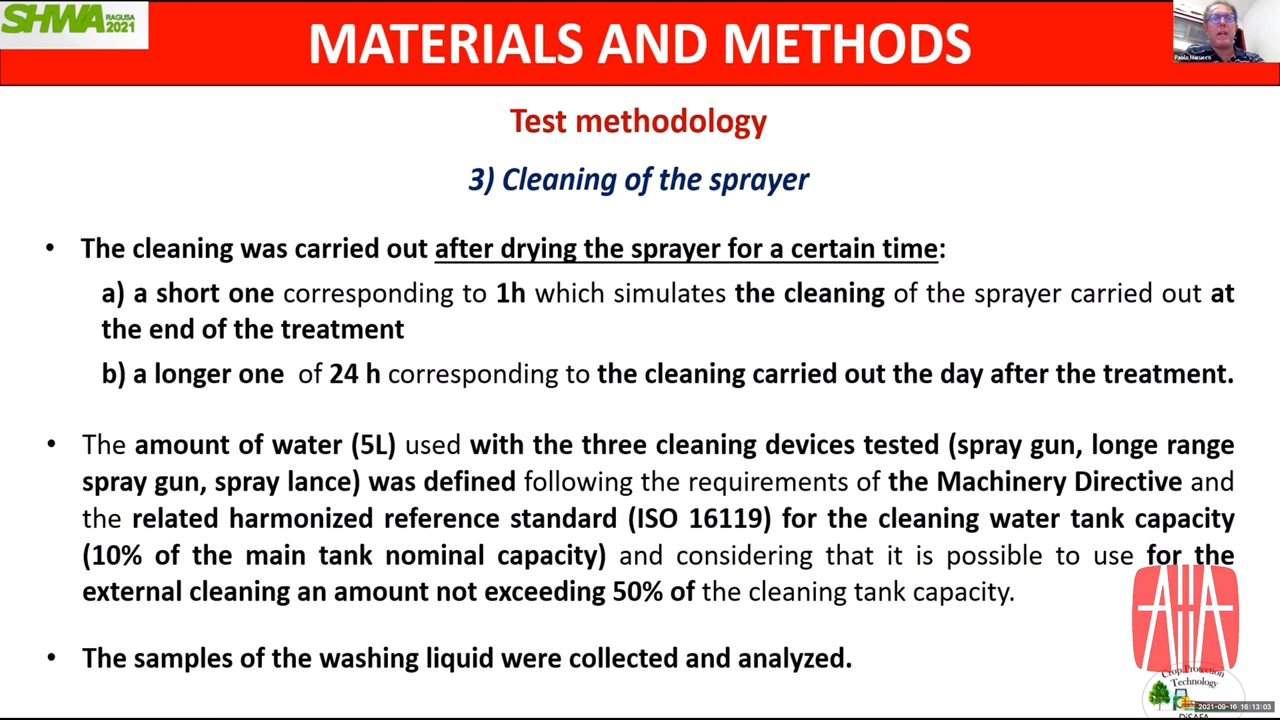 SHWA RAGUSA 2021
MATERIALS AND METHODS
Paolo Marucco
Test methodology
3) Cleaning of the sprayer
• The cleaning was carried out after drying the sprayer for a certain time:
a) a short one corresponding to 1h which simulates the cleaning of the sprayer carried out at
the end of the treatment
b) a longer one of 24 h corresponding to the cleaning carried out the day after the treatment.
• The amount of water (5L) used with the three cleaning devices tested (spray gun, longe range
spray gun, spray lance) was defined following the requirements of the Machinery Directive and
the related harmonized reference standard (ISO 16119) for the cleaning water tank capacity
(10% of the main tank nominal capacity) and considering that it is possible to use for the
external cleaning an amount not exceeding 50% of the cleaning tank capacity.
• The samples of the washing liquid were collected and analyzed.
AIIA
Crop Protection
Technology
DiSAFA
2021-09-16 16:13:03